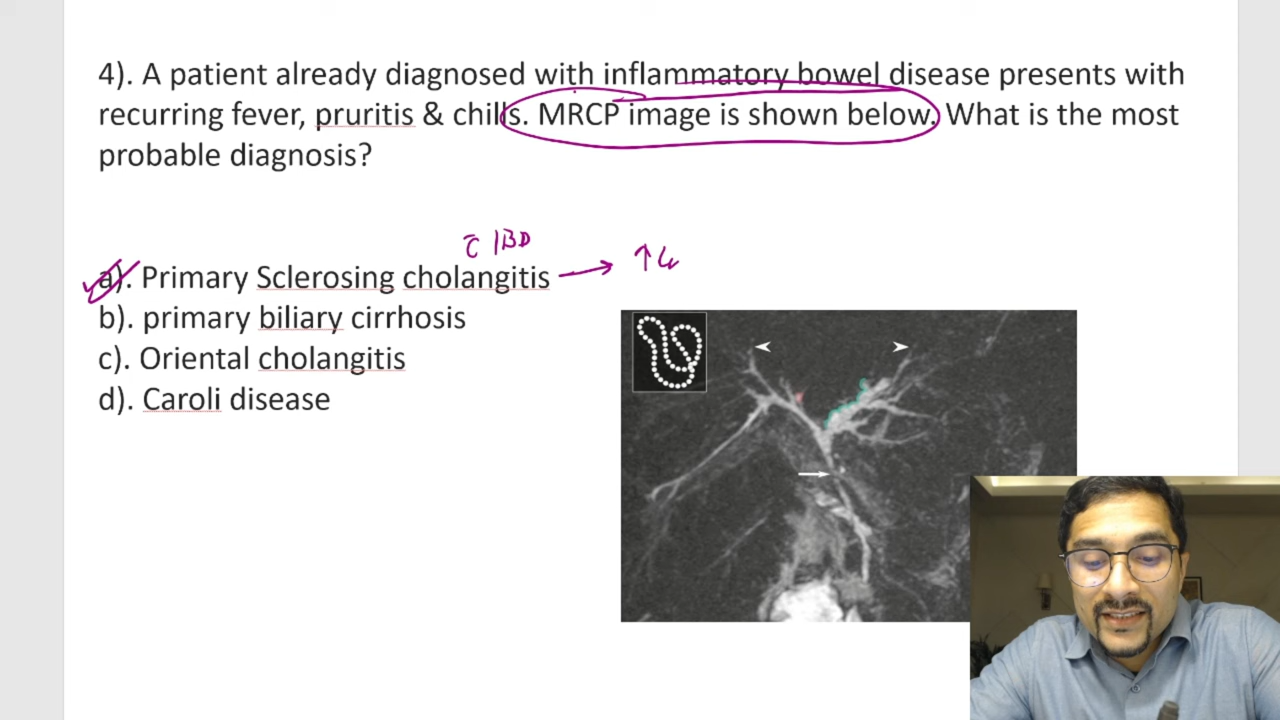 4). A patient already diagnosed with inflammatory bowel disease presents with
recurring fever, pruritis & chills. MRCP image is shown below. What is the most
probable diagnosis?
c̄ IBD
a). Primary Sclerosing cholangitis → ↑
b). primary biliary cirrhosis
c). Oriental cholangitis
d). Caroli disease